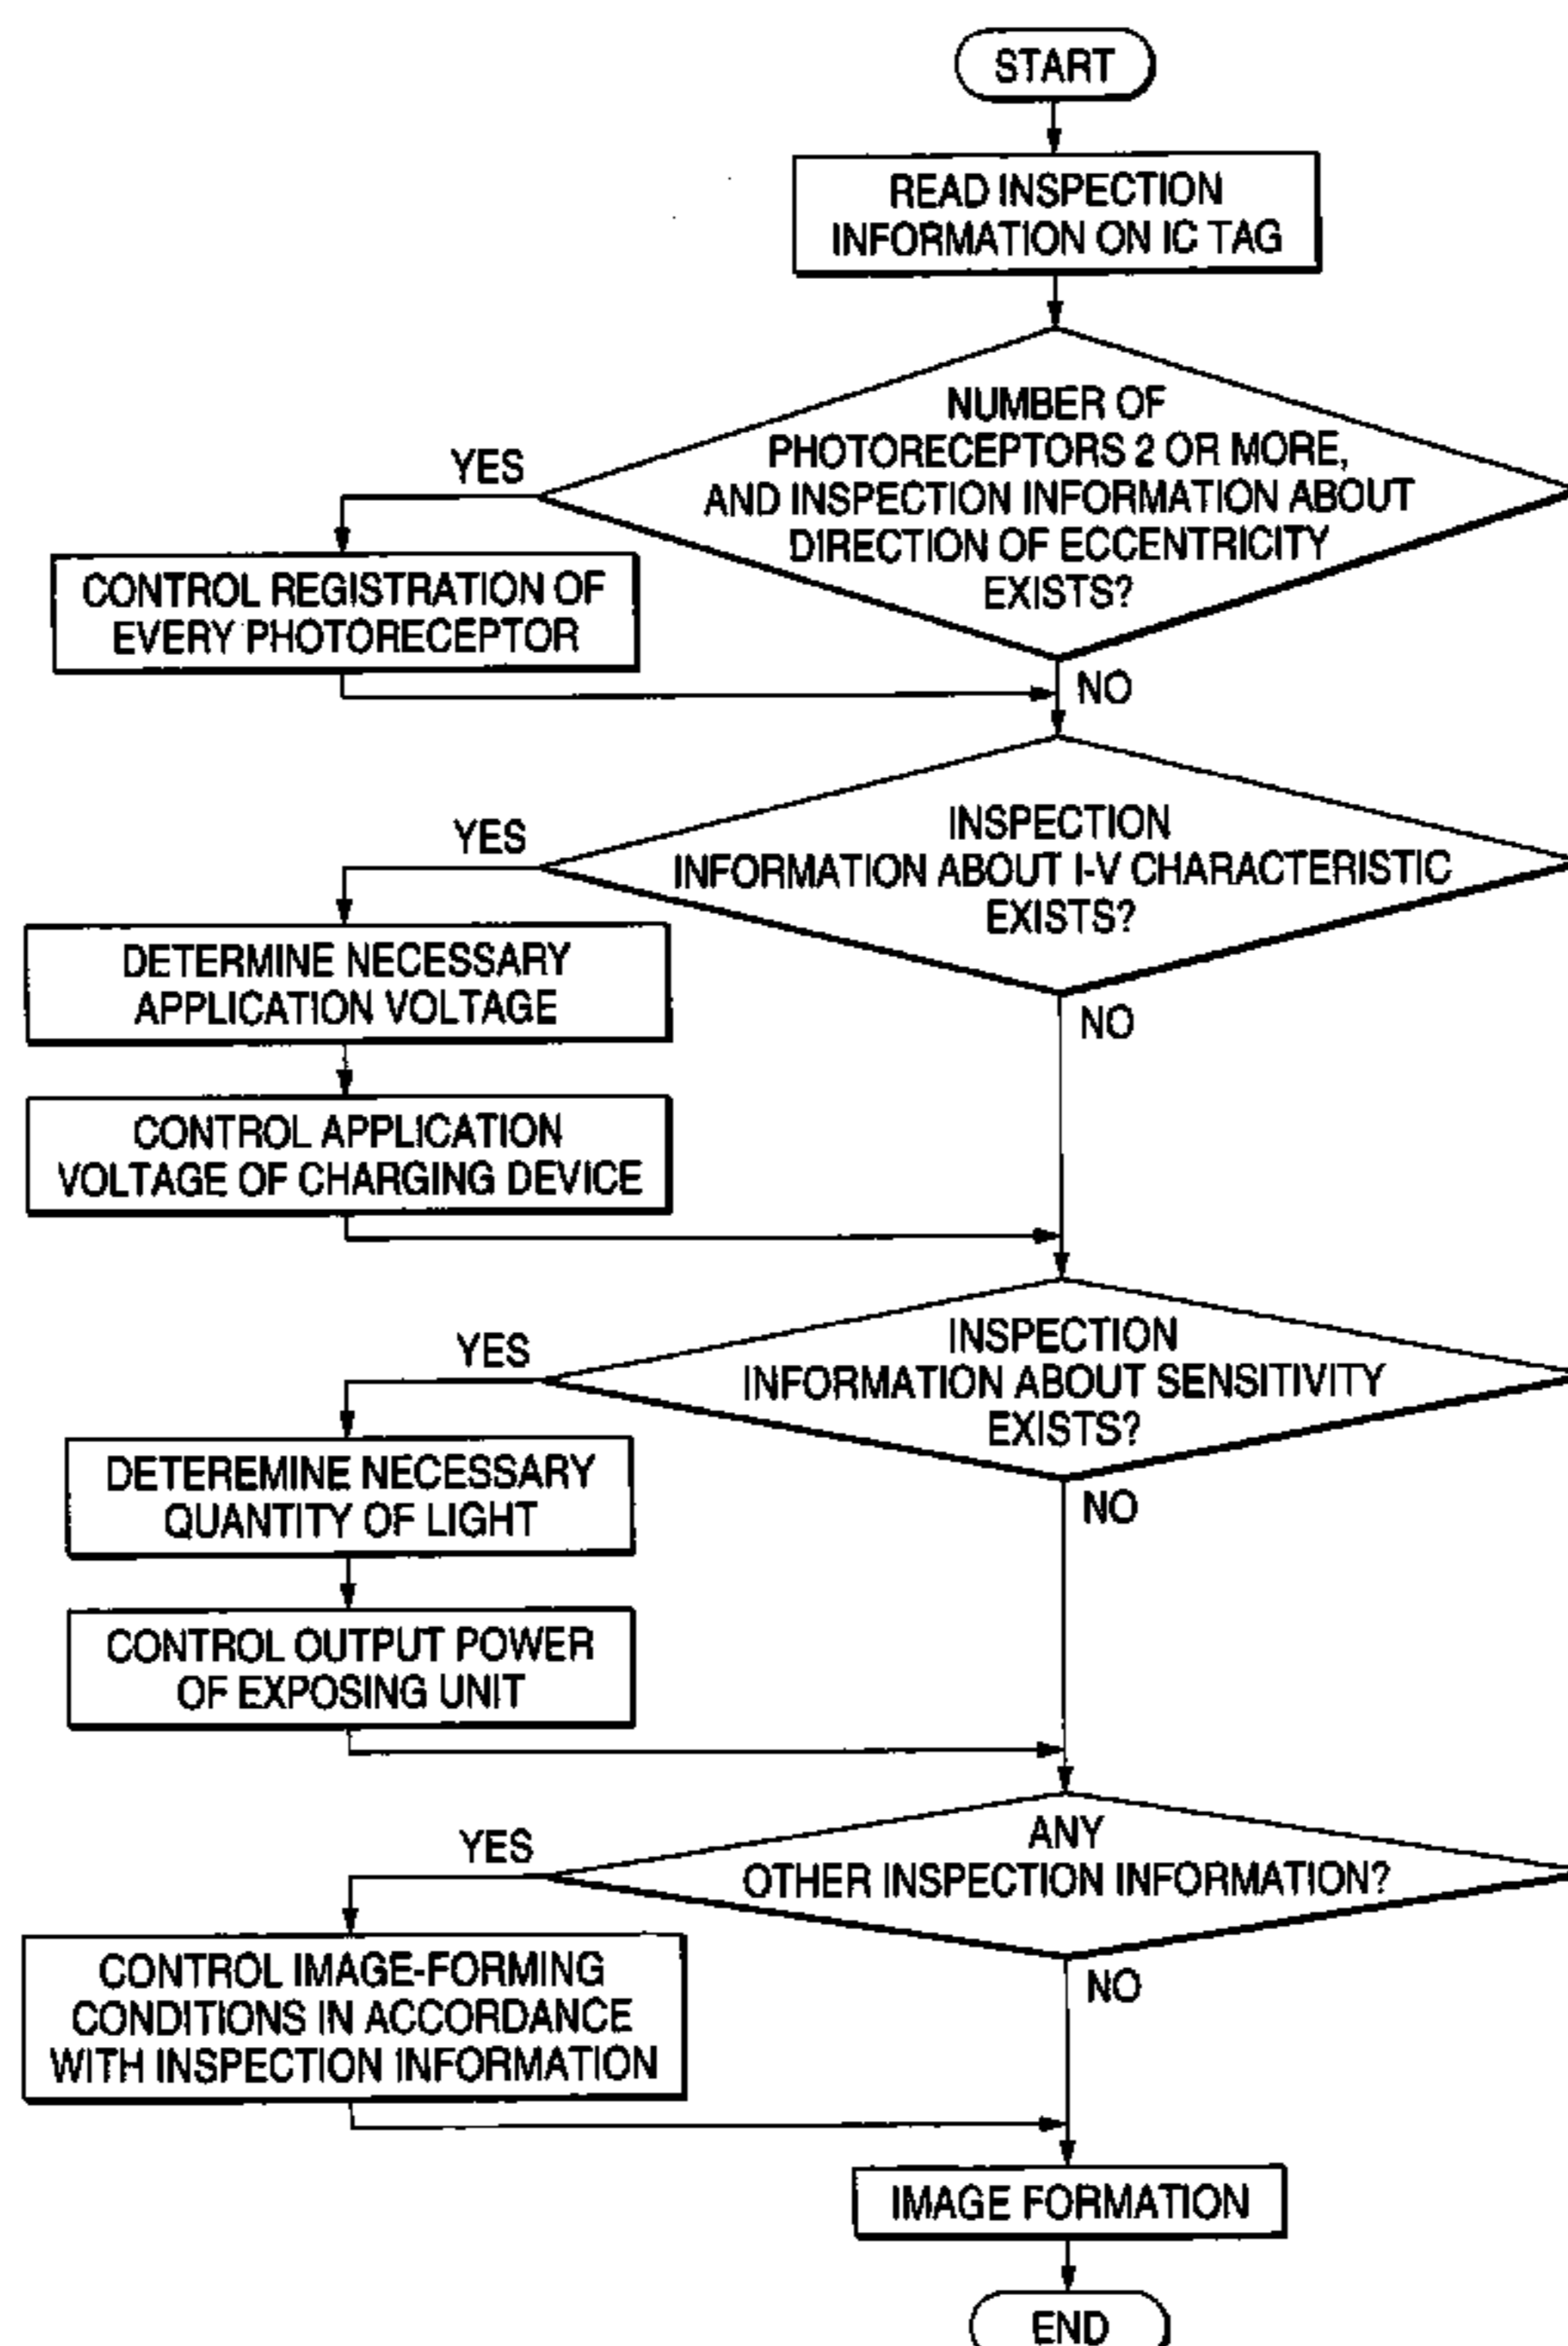 START
READ INSPECTION
INFORMATION ON IC TAG
NUMBER OF
PHOTORECEPTORS 2 OR MORE,
AND INSPECTION INFORMATION ABOUT
DIRECTION OF ECCENTRICITY
EXISTS?
YES
CONTROL REGISTRATION OF
EVERY PHOTORECEPTOR
NO
INSPECTION
INFORMATION ABOUT I-V CHARACTERISTIC
EXISTS?
YES
DETERMINE NECESSARY
APPLICATION VOLTAGE
NO
CONTROL APPLICATION
VOLTAGE OF CHARGING DEVICE
INSPECTION
INFORMATION ABOUT SENSITIVITY
EXISTS?
YES
DETEREMINE NECESSARY
QUANTITY OF LIGHT
NO
CONTROL OUTPUT POWER
OF EXPOSING UNIT
ANY
OTHER INSPECTION INFORMATION?
YES
CONTROL IMAGE-FORMING
CONDITIONS IN ACCORDANCE
WITH INSPECTION INFORMATION
NO
IMAGE FORMATION
END